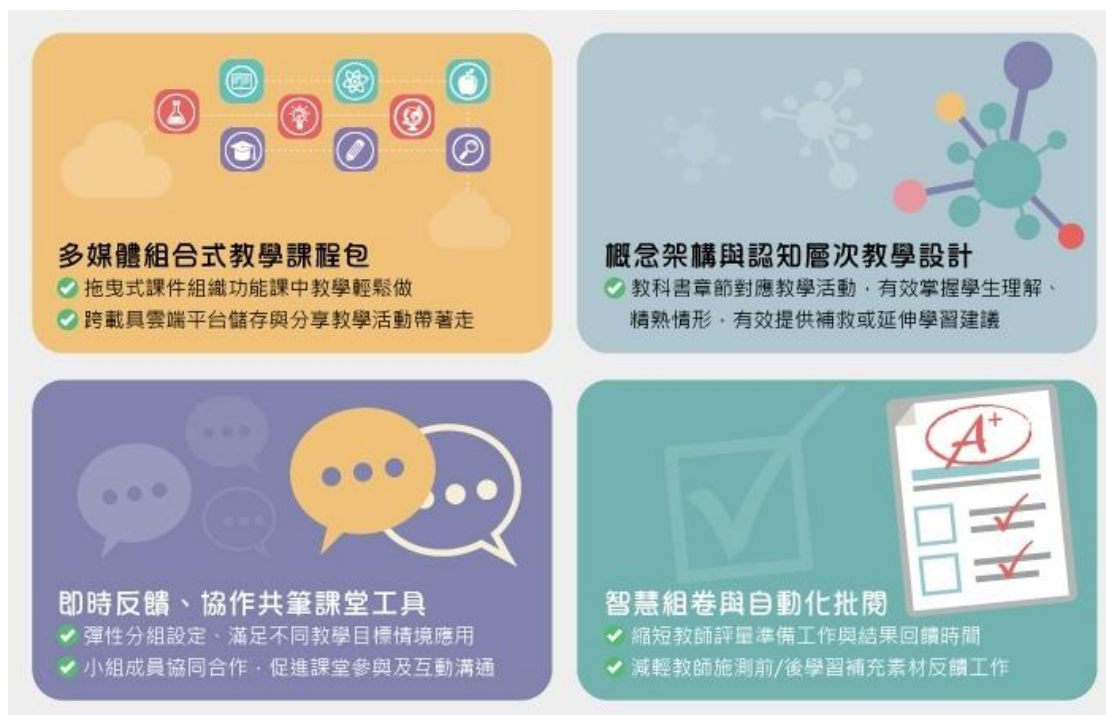 多媒體組合式教學課程包
拖曳式課件組織功能課中教學輕鬆做
跨載具雲端平台儲存與分享教學活動帶著走
概念架構與認知層次教學設計
教科書章節對應教學活動，有效掌握學生理解、
精熟情形，有效提供補救或延伸學習建議
即時反饋、協作共筆課堂工具
彈性分組設定、滿足不同教學目標情境應用
小組成員協同合作，促進課堂參與及互動溝通
A+
智慧組卷與自動化批閱
縮短教師評量準備工作與結果回饋時間
減輕教師施測前/後學習補充素材反饋工作